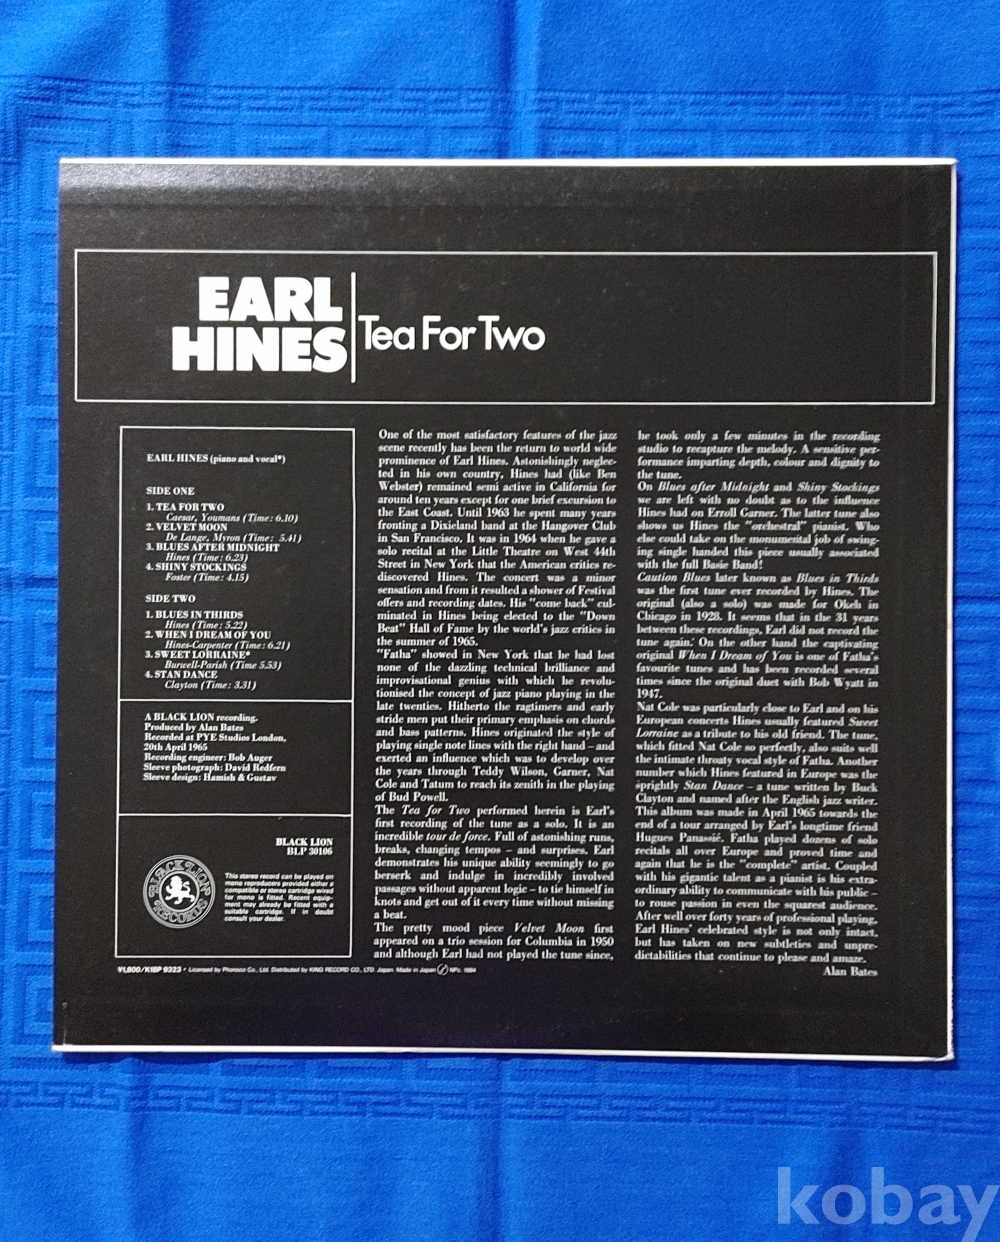 EARL
HINES
Tea For Two
EARL HINES (piano and vocal*)
SIDE ONE
1. TEA FOR TWO
Caesar, Youmans (Time: 6.10)
2. VELVET MOON
De Lange, Myron (Time: 5.41)
3. BLUES AFTER MIDNIGHT
Hines (Time: 6.23)
4. SHINY STOCKINGS
Foster (Time: 4.15)
SIDE TWO
1. BLUES IN THIRDS
Hines (Time: 5.22)
2. WHEN I DREAM OF YOU
Hines-Carpenter (Time: 6.21)
3. SWEET LORRAINE*
Burwell-Parish (Time 5.53)
4. STAN DANCE
Clayton (Time: 3.31)
A BLACK LION recording.
Produced by Alan Bates
Recorded at PYE Studios London,
20th April 1965
Recording engineer: Bob Auger
Sleeve photograph: David Redfern
Sleeve design: Hamish & Gustav
BLACK LION
BLP 30106
BLACK LION
RECORDS
This stereo record can be played on
mono reproducers provided either a
compatible or stereo cartridge wired
for mono is fitted. Recent equip-
ment may already be fitted with a
suitable cartridge. If in doubt
consult your dealer.
¥1,800/K18P 9323 • Licensed by Phonoco Co., Ltd. Distributed by KING RECORD CO., LTD. Japan. Made in Japan
One of the most satisfactory features of the jazz
scene recently has been the return to world wide
prominence of Earl Hines. Astonishingly neglec-
ted in his own country, Hines had (like Ben
Webster) remained semi active in California for
around ten years except for one brief excursion to
the East Coast. Until 1963 he spent many years
fronting a Dixieland band at the Hangover Club
in San Francisco. It was in 1964 when he gave a
solo recital at the Little Theatre on West 44th
Street in New York that the American critics re-
discovered Hines. The concert was a minor
sensation and from it resulted a shower of Festival
offers and recording dates. His "come back" cul-
minated in Hines being elected to the "Down
Beat" Hall of Fame by the world's jazz critics in
the summer of 1965.
"Fatha" showed in New York that he had lost
none of the dazzling technical brilliance and
improvisational genius with which he revolu-
tionised the concept of jazz piano playing in the
late twenties. Hitherto the ragtimers and early
stride men put their primary emphasis on chords
and bass patterns. Hines originated the style of
playing single note lines with the right hand – and
exerted an influence which was to develop over
the years through Teddy Wilson, Garner, Nat
Cole and Tatum to reach its zenith in the playing
of Bud Powell.
The Tea for Two performed herein is Earl's
first recording of the tune as a solo. It is an
incredible tour de force. Full of astonishing runs,
breaks, changing tempos – and surprises. Earl
demonstrates his unique ability seemingly to go
berserk and indulge in incredibly involved
passages without apparent logic – to tie himself in
knots and get out of it every time without missing
a beat.
The pretty mood piece Velvet Moon first
appeared on a trio session for Columbia in 1950
and although Earl had not played the tune since,
he took only a few minutes in the recording
studio to recapture the melody. A sensitive per-
formance imparting depth, colour and dignity to
the tune.
On Blues after Midnight and Shiny Stockings
we are left with no doubt as to the influence
Hines had on Erroll Garner. The latter tune also
shows us Hines the "orchestral" pianist. Who
else could take on the monumental job of swing-
ing single handed this piece usually associated
with the full Basie Band!
Caution Blues later known as Blues in Thirds
was the first tune ever recorded by Hines. The
original (also a solo) was made for Okeh in
Chicago in 1928. It seems that in the 31 years
between these recordings, Earl did not record the
tune again. On the other hand the captivating
original When I Dream of You is one of Fatha's
favourite tunes and has been recorded several
times since the original duet with Bob Wyatt in
1947.
Nat Cole was particularly close to Earl and on his
European concerts Hines usually featured Sweet
Lorraine as a tribute to his old friend. The tune,
which fitted Nat Cole so perfectly, also suits well
the intimate throaty vocal style of Fatha. Another
number which Hines featured in Europe was the
sprightly Stan Dance – a tune written by Buck
Clayton and named after the English jazz writer.
This album was made in April 1965 towards the
end of a tour arranged by Earl's longtime friend
Hugues Panassié. Fatha played dozens of solo
recitals all over Europe and proved time and
again that he is the "complete" artist. Coupled
with his gigantic talent as a pianist is his extra-
ordinary ability to communicate with his public –
to rouse passion in even the squarest audience.
After well over forty years of professional playing,
Earl Hines' celebrated style is not only intact,
but has taken on new subtleties and unpre-
dictabilities that continue to please and amaze.
Alan Bates
kobay